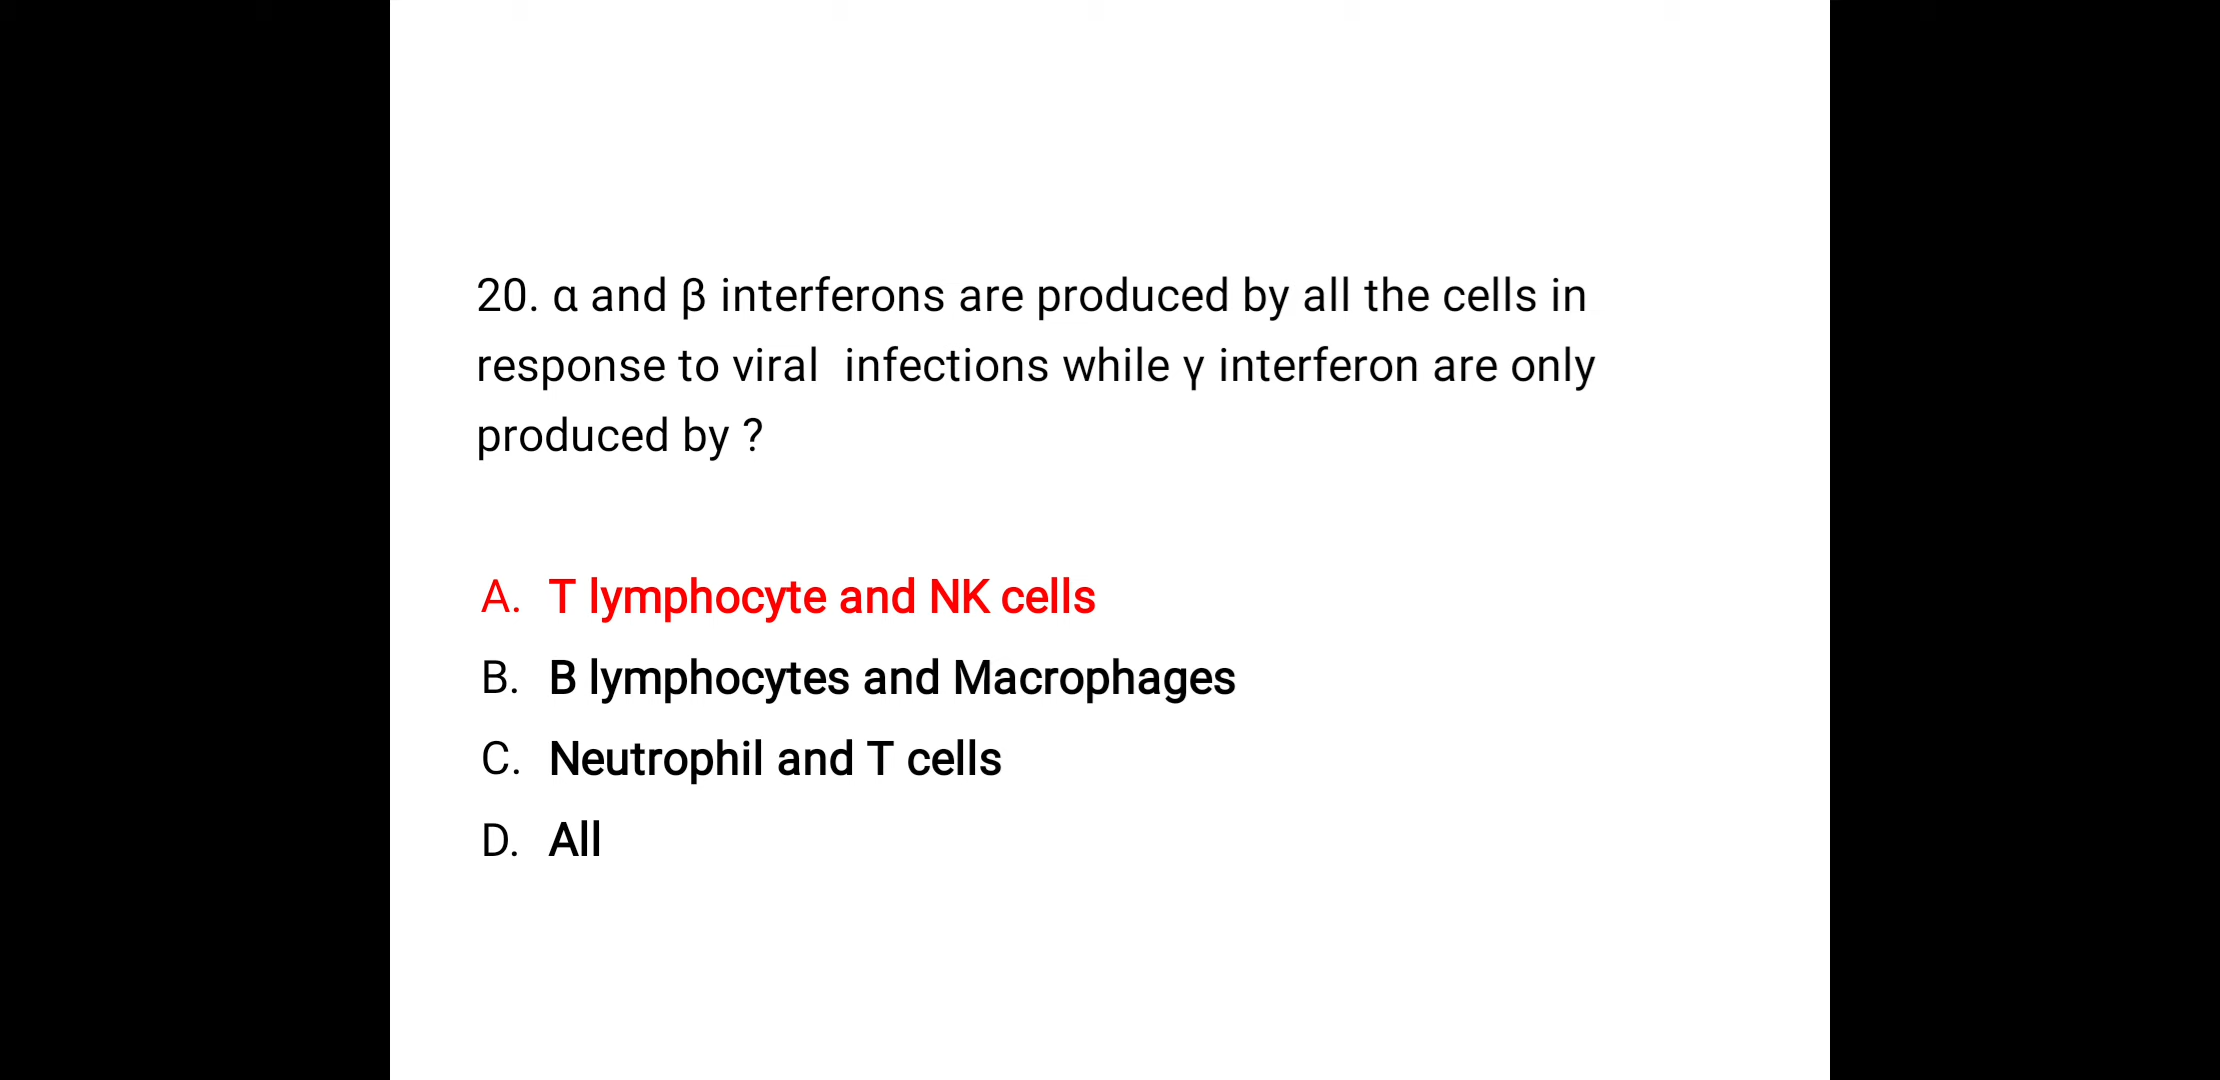 20. α and β interferons are produced by all the cells in
response to viral  infections while γ interferon are only
produced by ?
A. T lymphocyte and NK cells
B. B lymphocytes and Macrophages
C. Neutrophil and T cells
D. All